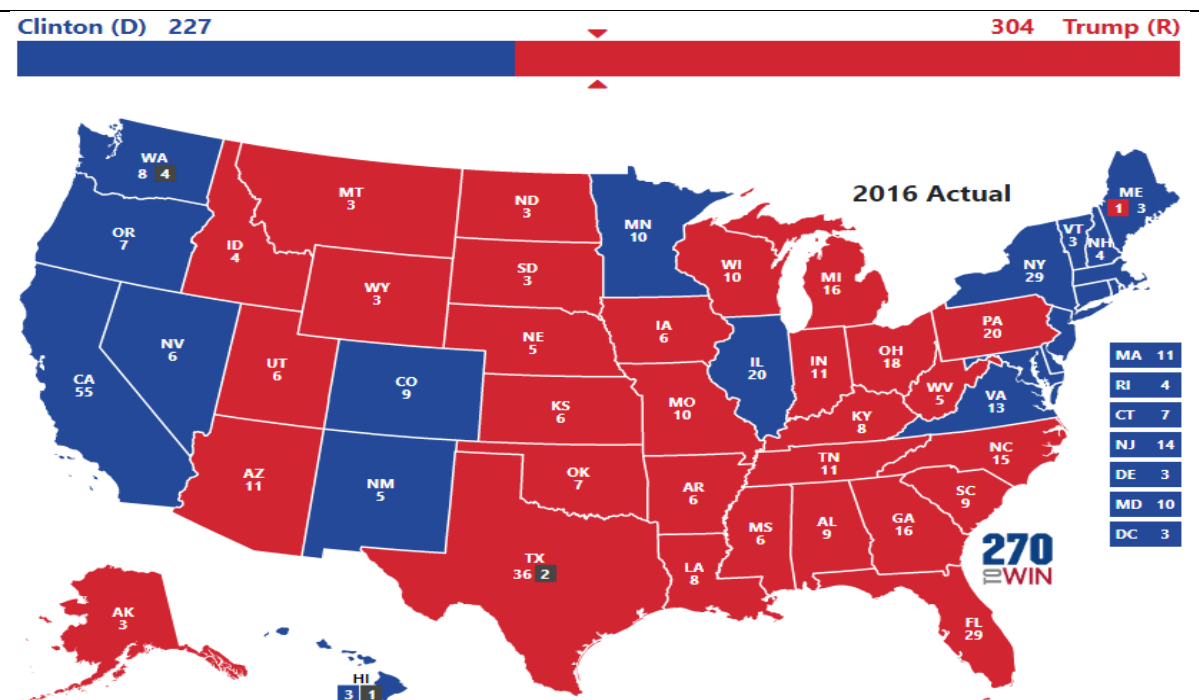 Clinton (D) 227
304 Trump (R)
2016 Actual
WA
8 4
OR
7
CA
55
NV
6
ID
4
MT
3
WY
3
UT
6
AZ
11
CO
9
NM
5
ND
3
SD
3
NE
5
KS
6
OK
7
TX
36 2
MN
10
IA
6
MO
10
AR
6
LA
8
WI
10
IL
20
MI
16
IN
11
OH
18
KY
8
TN
11
MS
6
AL
9
GA
16
FL
29
SC
9
NC
15
VA
13
WV
5
PA
20
NY
29
VT
3
NH
4
ME
1 3
MA 11
RI 4
CT 7
NJ 14
DE 3
MD 10
DC 3
270
TO WIN
AK
3
HI
3 1